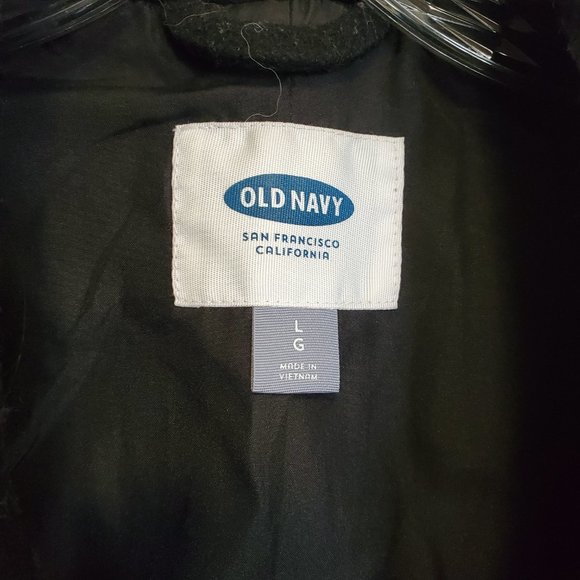 OLD NAVY
SAN FRANCISCO
CALIFORNIA
L
G
MADE IN
VIETNAM